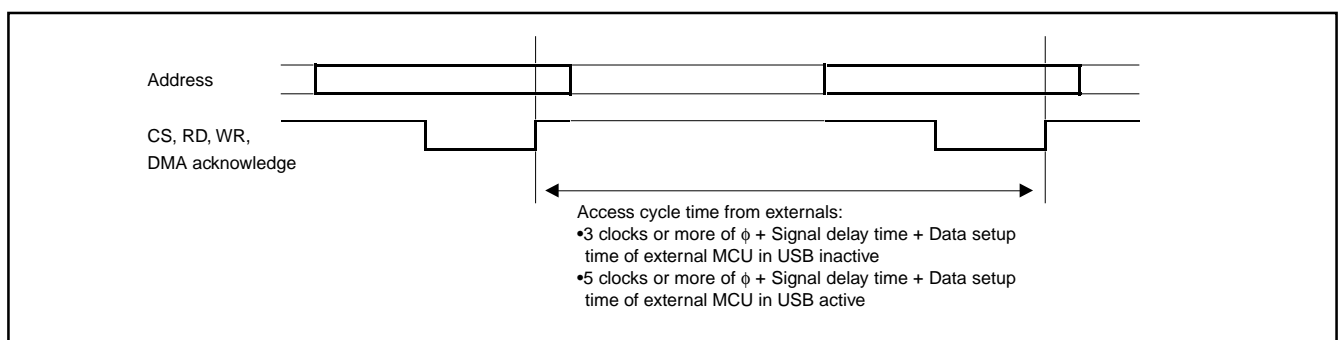 Address
CS, RD, WR,
DMA acknowledge
Access cycle time from externals:
•3 clocks or more of ϕ + Signal delay time + Data setup
time of external MCU in USB inactive
•5 clocks or more of ϕ + Signal delay time + Data setup
time of external MCU in USB active